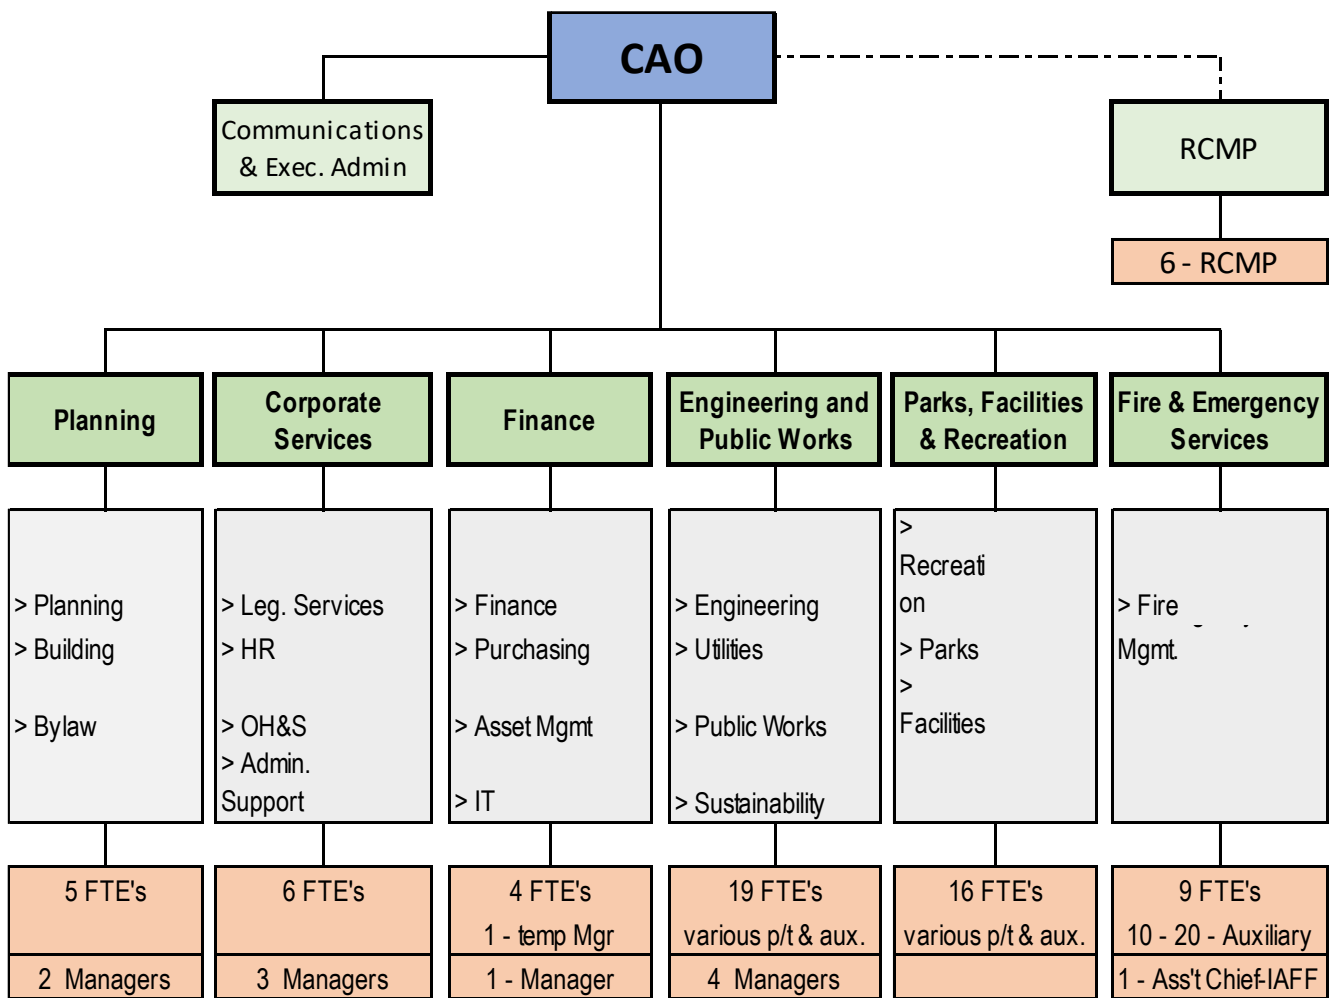 CAO
Communications
& Exec. Admin
RCMP
6 - RCMP
Planning
Corporate
Services
Finance
Engineering and
Public Works
Parks, Facilities
& Recreation
Fire & Emergency
Services
> Planning
> Building
> Bylaw
> Leg. Services
> HR
> OH&S
> Admin.
Support
> Finance
> Purchasing
> Asset Mgmt
> IT
> Engineering
> Utilities
> Public Works
> Sustainability
>
Recreati
on
> Parks
>
Facilities
> Fire
Mgmt.
5 FTE's
2 Managers
6 FTE's
3 Managers
4 FTE's
1 - temp Mgr
1 - Manager
19 FTE's
various p/t & aux.
4 Managers
16 FTE's
various p/t & aux.
9 FTE's
10 - 20 - Auxiliary
1 - Ass't Chief-IAFF